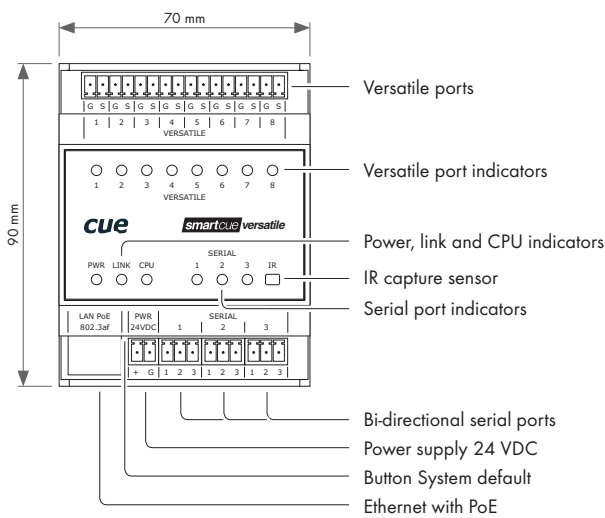 70 mm
90 mm
G S G S G S G S G S G S G S G S
1 2 3 4 5 6 7 8
VERSATILE
Versatile ports
1 2 3 4 5 6 7 8
VERSATILE
Versatile port indicators
cue
smartcue versatile
Power, link and CPU indicators
SERIAL
PWR LINK CPU 1 2 3 IR
IR capture sensor
Serial port indicators
LAN PoE PWR SERIAL
802.3af 24VDC 1 2 3
+ G 1 2 3 1 2 3 1 2 3
Bi-directional serial ports
Power supply 24 VDC
Button System default
Ethernet with PoE